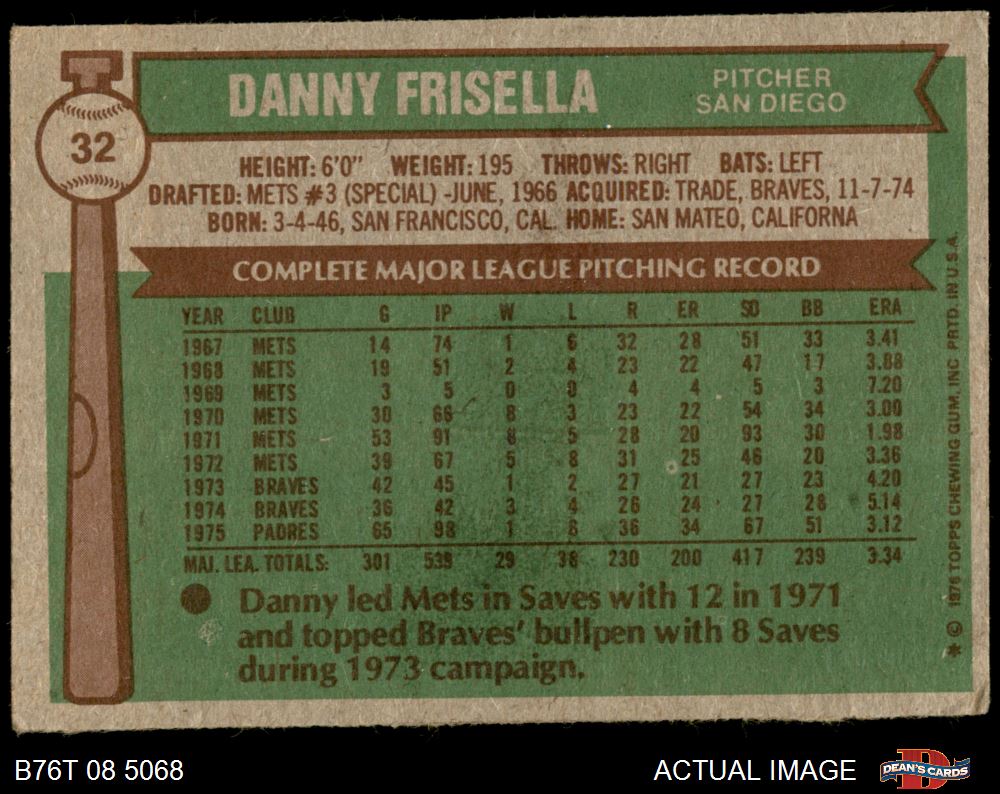 DANNY FRISELLA
PITCHER
SAN DIEGO
32
HEIGHT: 6'0" WEIGHT: 195 THROWS: RIGHT BATS: LEFT
DRAFTED: METS #3 (SPECIAL) -JUNE, 1966 ACQUIRED: TRADE, BRAVES, 11-7-74
BORN: 3-4-46, SAN FRANCISCO, CAL. HOME: SAN MATEO, CALIFORNA
COMPLETE MAJOR LEAGUE PITCHING RECORD
YEAR CLUB G IP W L R ER SO BB ERA
1967 METS 14 74 1 6 32 28 51 33 3.41
1968 METS 19 51 2 4 23 22 47 17 3.88
1969 METS 3 5 0 0 4 4 5 3 7.20
1970 METS 30 66 8 3 23 22 54 34 3.00
1971 METS 53 91 8 5 28 20 93 30 1.98
1972 METS 39 67 5 8 31 25 46 20 3.36
1973 BRAVES 42 45 1 2 27 21 27 23 4.20
1974 BRAVES 36 42 3 4 26 24 27 28 5.14
1975 PADRES 65 98 1 6 36 34 67 51 3.12
MAJ. LEA. TOTALS: 301 539 29 38 230 200 417 239 3.34
Danny led Mets in Saves with 12 in 1971
and topped Braves' bullpen with 8 Saves
during 1973 campaign.
* © 1976 TOPPS CHEWING GUM, INC PRTD. IN U.S.A.
B76T 08 5068
ACTUAL IMAGE
DEAN'S CARDS